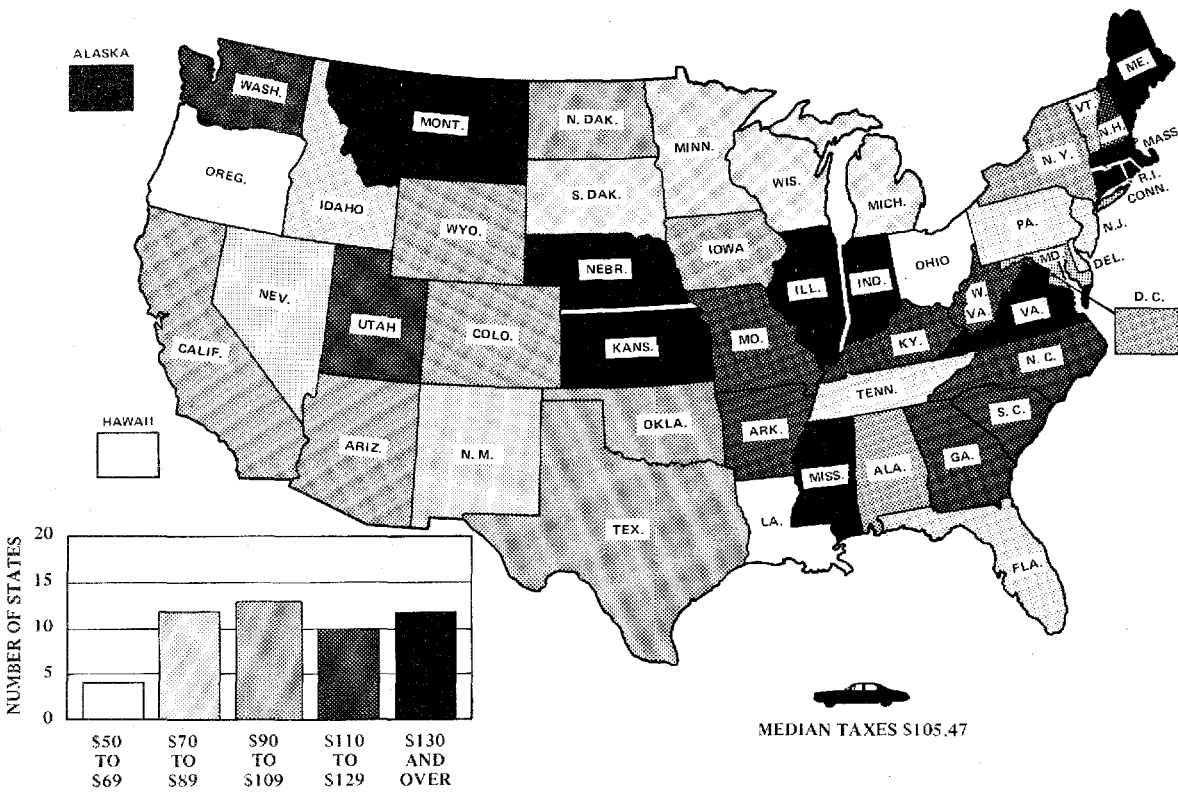 ALASKA
WASH.
MONT.
N. DAK.
MINN.
ME.
VT.
N.H.
MASS
R.I.
CONN.
N. Y.
OREG.
IDAHO
WYO.
S. DAK.
WIS.
MICH.
PA.
N.J.
NEBR.
IOWA
ILL.
IND.
OHIO
MD.
DEL.
D. C.
NEV.
UTAH
COLO.
KANS.
MO.
KY.
W.
VA.
VA.
CALIF.
N. C.
TENN.
S. C.
HAWAII
ARIZ.
N. M.
OKLA.
ARK.
MISS.
ALA.
GA.
TEX.
LA.
FLA.
NUMBER OF STATES
20
15
10
5
0
$50
TO
$69
$70
TO
$89
$90
TO
$109
$110
TO
$129
$130
AND
OVER
MEDIAN TAXES $105.47